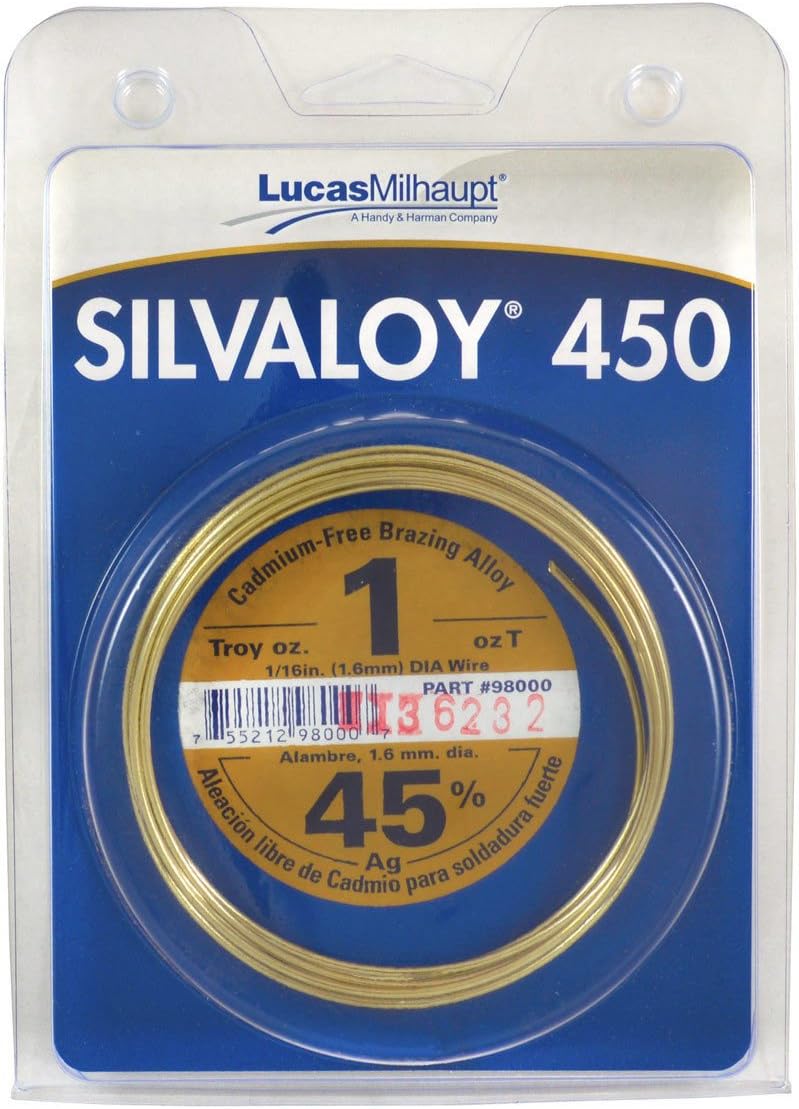 LucasMilhaupt®
A Handy & Harman Company
SILVALOY® 450
Cadmium-Free Brazing Alloy
1
Troy oz. oz T
1/16in. (1.6mm) DIA Wire
PART #98000
36232
7 55212 98000 7
Alambre, 1.6 mm. dia.
45%
Ag
Aleación libre de Cadmio para soldadura fuerte